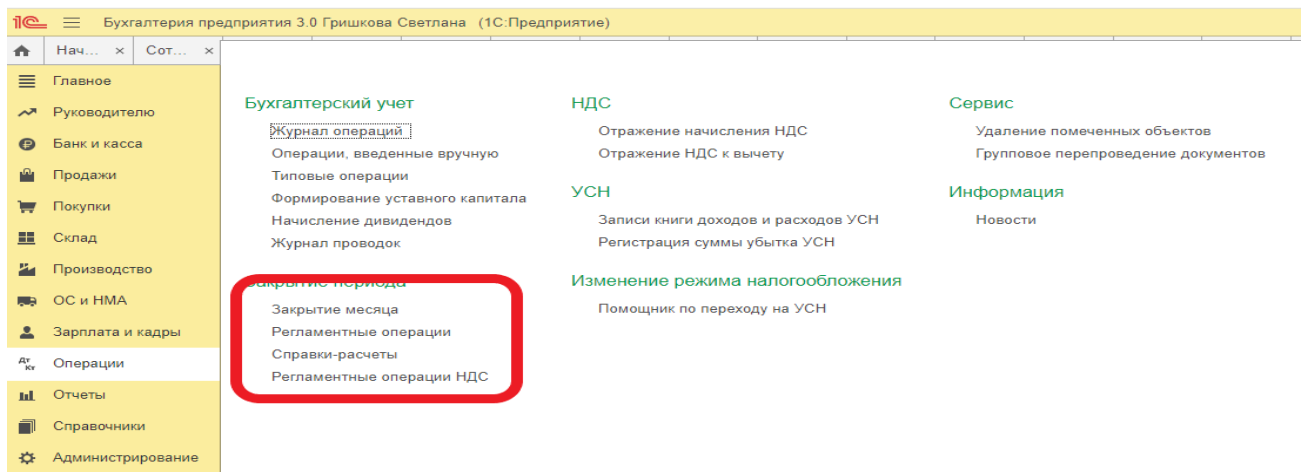 1С Бухгалтерия предприятия 3.0 Гришкова Светлана (1С:Предприятие)
Нач... × Сот... ×
Главное
Руководителю
Банк и касса
Продажи
Покупки
Склад
Производство
ОС и НМА
Зарплата и кадры
Дт Кт Операции
Отчеты
Справочники
Администрирование
Бухгалтерский учет
Журнал операций
Операции, введенные вручную
Типовые операции
Формирование уставного капитала
Начисление дивидендов
Журнал проводок
Закрытие периода
Закрытие месяца
Регламентные операции
Справки-расчеты
Регламентные операции НДС
НДС
Отражение начисления НДС
Отражение НДС к вычету
УСН
Записи книги доходов и расходов УСН
Регистрация суммы убытка УСН
Изменение режима налогообложения
Помощник по переходу на УСН
Сервис
Удаление помеченных объектов
Групповое перепроведение документов
Информация
Новости